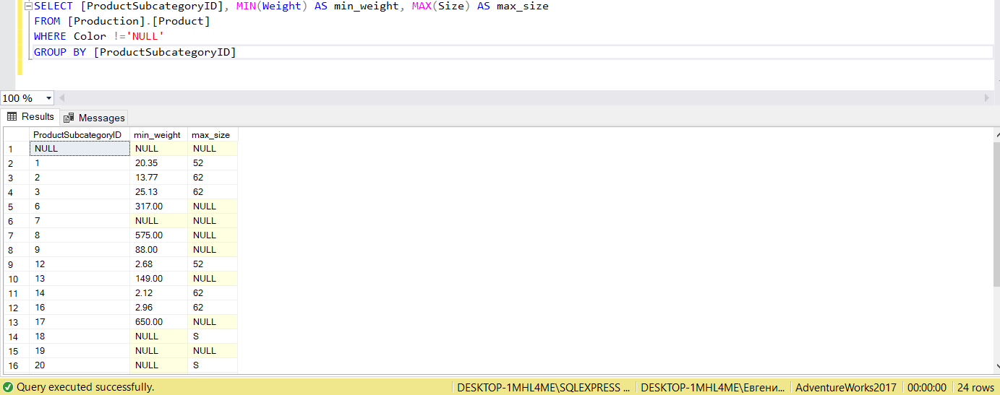 SELECT [ProductSubcategoryID], MIN(Weight) AS min_weight, MAX(Size) AS max_size
FROM [Production].[Product]
WHERE Color !='NULL'
GROUP BY [ProductSubcategoryID]
100 %
Results Messages
ProductSubcategoryID min_weight max_size
1 NULL NULL NULL
2 1 20.35 52
3 2 13.77 62
4 3 25.13 62
5 6 317.00 NULL
6 7 NULL NULL
7 8 575.00 NULL
8 9 88.00 NULL
9 12 2.68 52
10 13 149.00 NULL
11 14 2.12 62
12 16 2.96 62
13 17 650.00 NULL
14 18 NULL S
15 19 NULL NULL
16 20 NULL S
Query executed successfully. DESKTOP-1MHL4ME\SQLEXPRESS ... DESKTOP-1MHL4ME\Евгени... AdventureWorks2017 00:00:00 24 rows